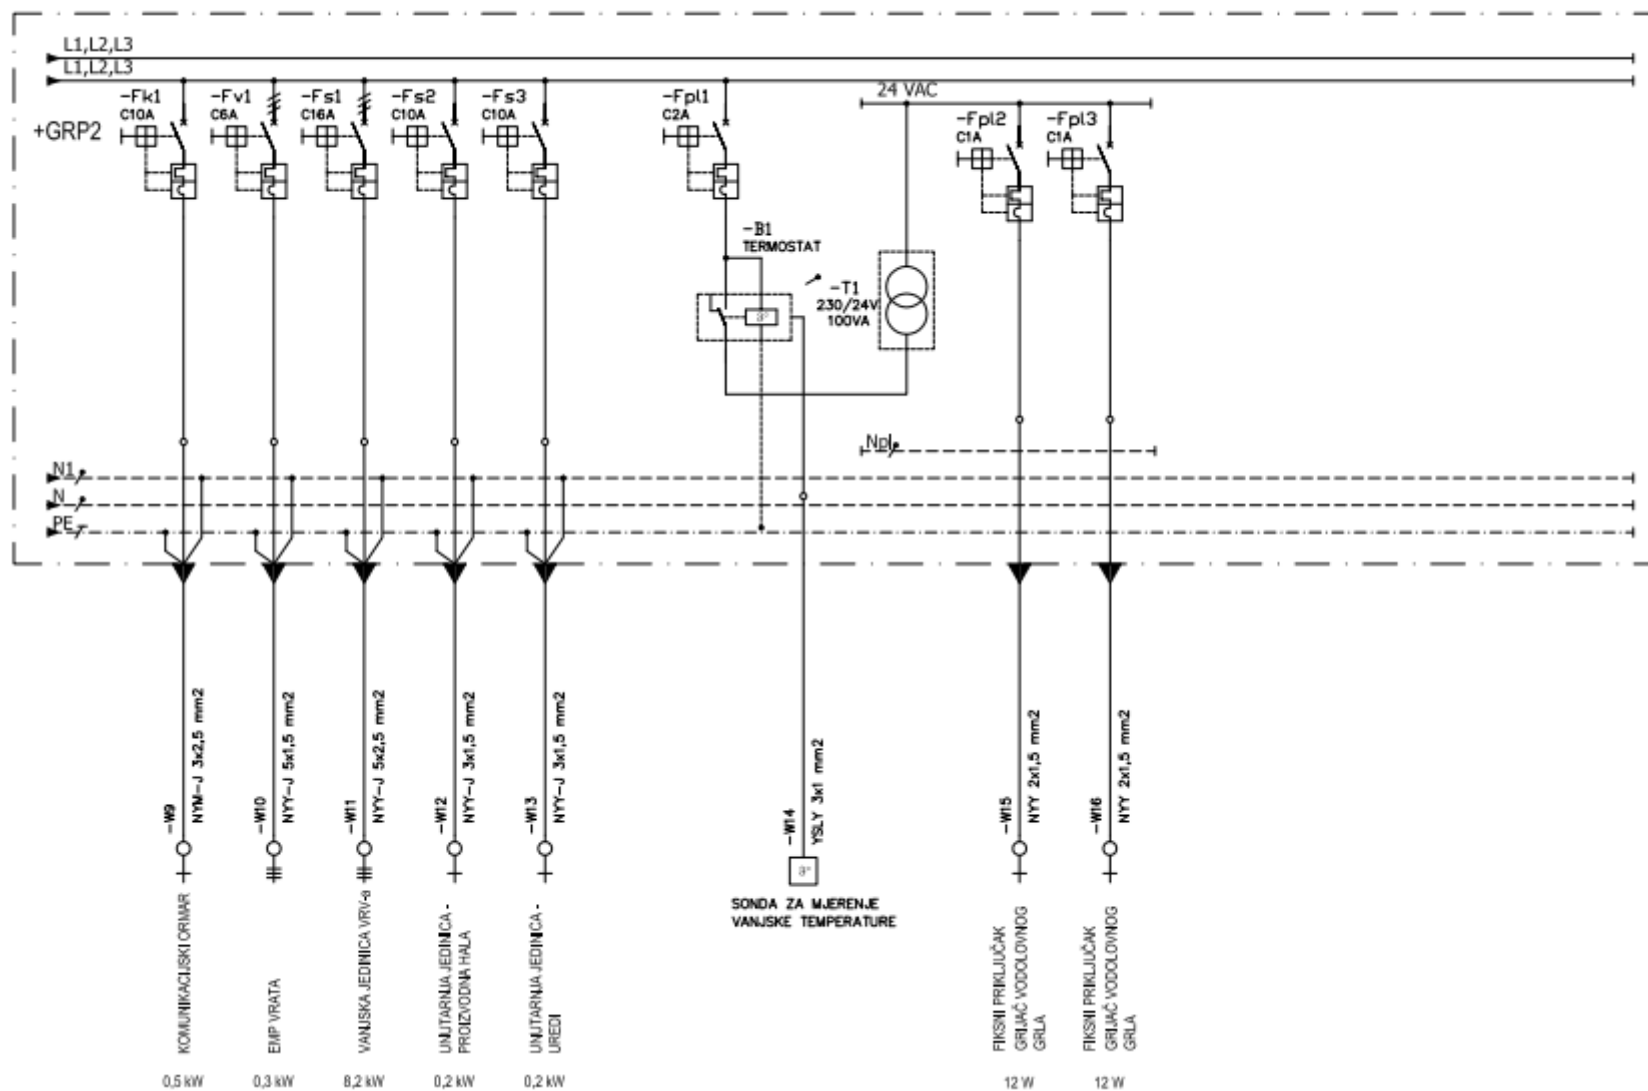 L1,L2,L3
L1,L2,L3
24 VAC
+GRP2
-Fk1
C10A
-Fv1
C6A
-Fs1
C16A
-Fs2
C10A
-Fs3
C10A
-Fpl1
C2A
-Fpl2
C1A
-Fpl3
C1A
-B1
TERMOSTAT
-T1
230/24V
100VA
Npl
N1
N
PE
-W9
NYM-J 3x2,5 mm2
-W10
NYY-J 5x1,5 mm2
-W11
NYY-J 5x2,5 mm2
-W12
NYY-J 3x1,5 mm2
-W13
NYY-J 3x1,5 mm2
-W14
YSLY 3x1 mm2
-W15
NYY 2x1,5 mm2
-W16
NYY 2x1,5 mm2
KOMUNIKACIJSKI ORMAR
EMP VRATA
VANJSKA JEDINICA VRV-a
UNUTARNJA JEDINICA -
PROIZVODNA HALA
UNUTARNJA JEDINICA -
UREDI
SONDA ZA MJERENJE
VANJSKE TEMPERATURE
FIKSNI PRIKLJUČAK
GRIJAČ VODOLOVNOG
GRLA
FIKSNI PRIKLJUČAK
GRIJAČ VODOLOVNOG
GRLA
0,5 kW
0,3 kW
8,2 kW
0,2 kW
0,2 kW
12 W
12 W